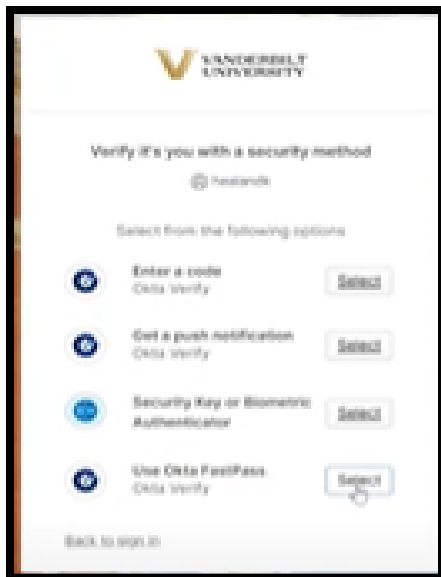 VANDERBILT
UNIVERSITY
Verify it's you with a security method
Select from the following options
Enter a code
Okta Verify
Select
Get a push notification
Okta Verify
Select
Security Key or Biometric
Authenticator
Select
Use Okta FastPass
Okta Verify
Select
Back to sign in